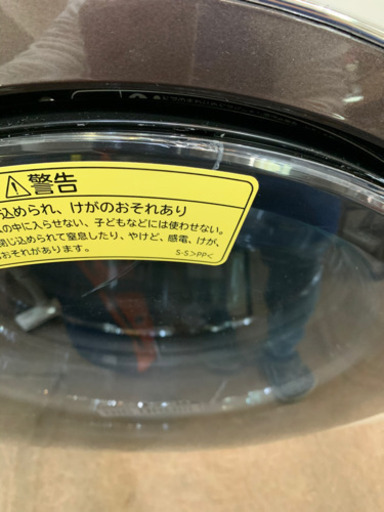 ⚠警告
込められ、けがのおそれあり
の中に入らせない、子どもなどには使わせない。
閉じ込められて窒息したり、やけど、感電、けが、
おそれがあります。 S-S>PP<